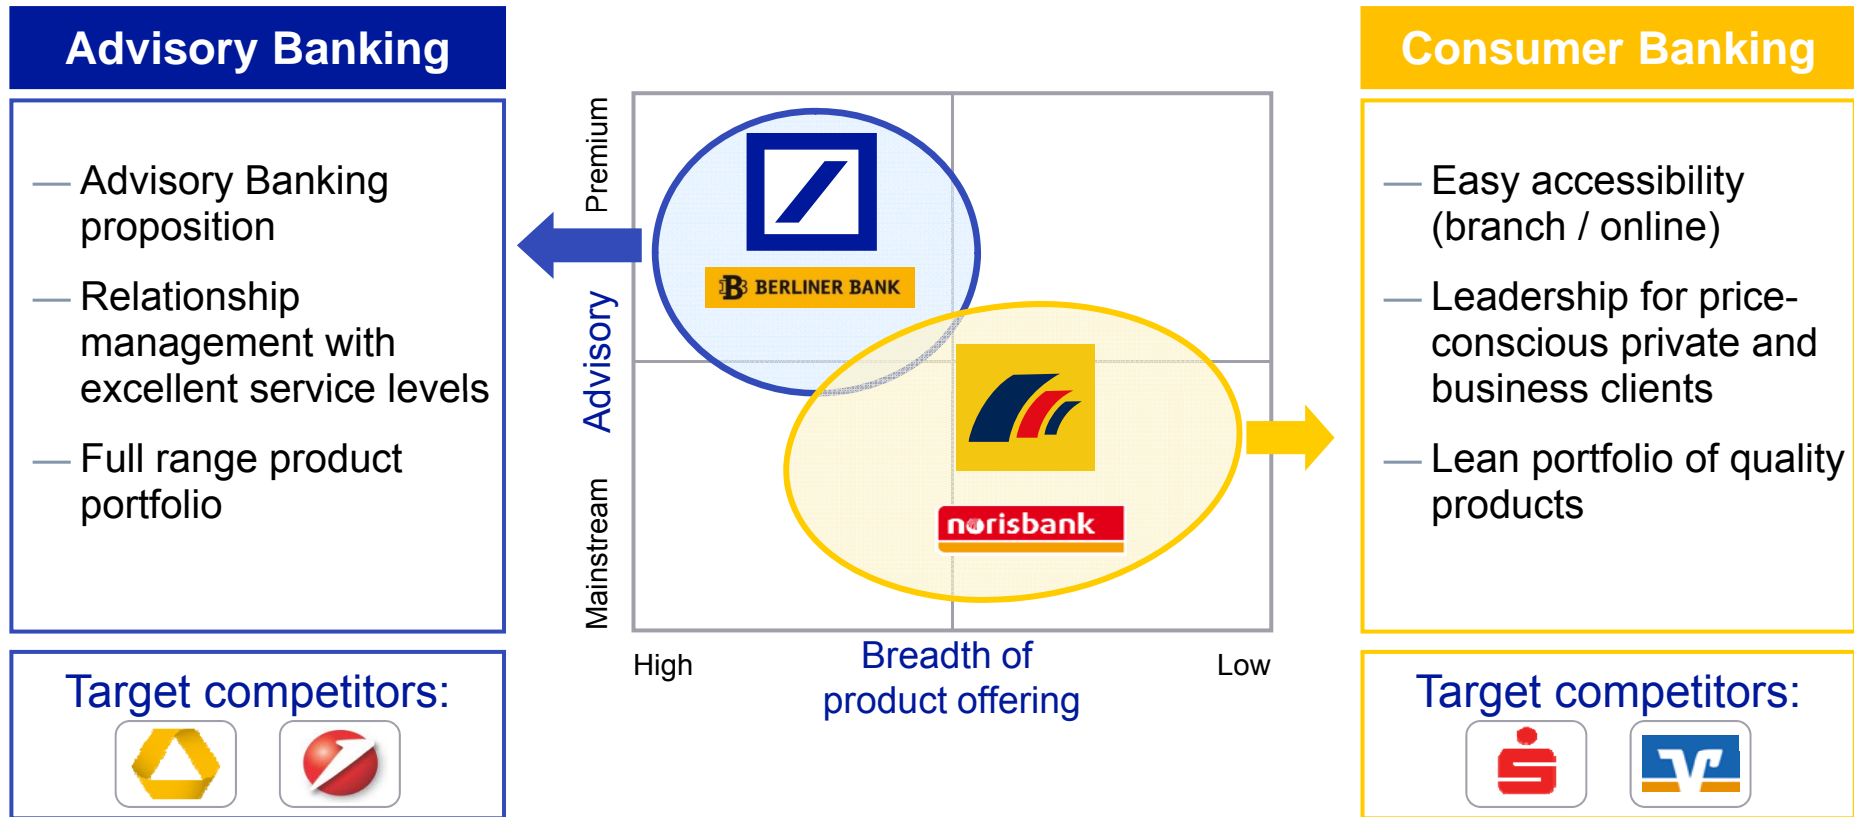 Advisory Banking
— Advisory Banking
proposition
— Relationship
management with
excellent service levels
— Full range product
portfolio
Target competitors:
Premium
Advisory
Mainstream
BERLINER BANK
norisbank
High
Breadth of
product offering
Low
Consumer Banking
— Easy accessibility
(branch / online)
— Leadership for price-
conscious private and
business clients
— Lean portfolio of quality
products
Target competitors: